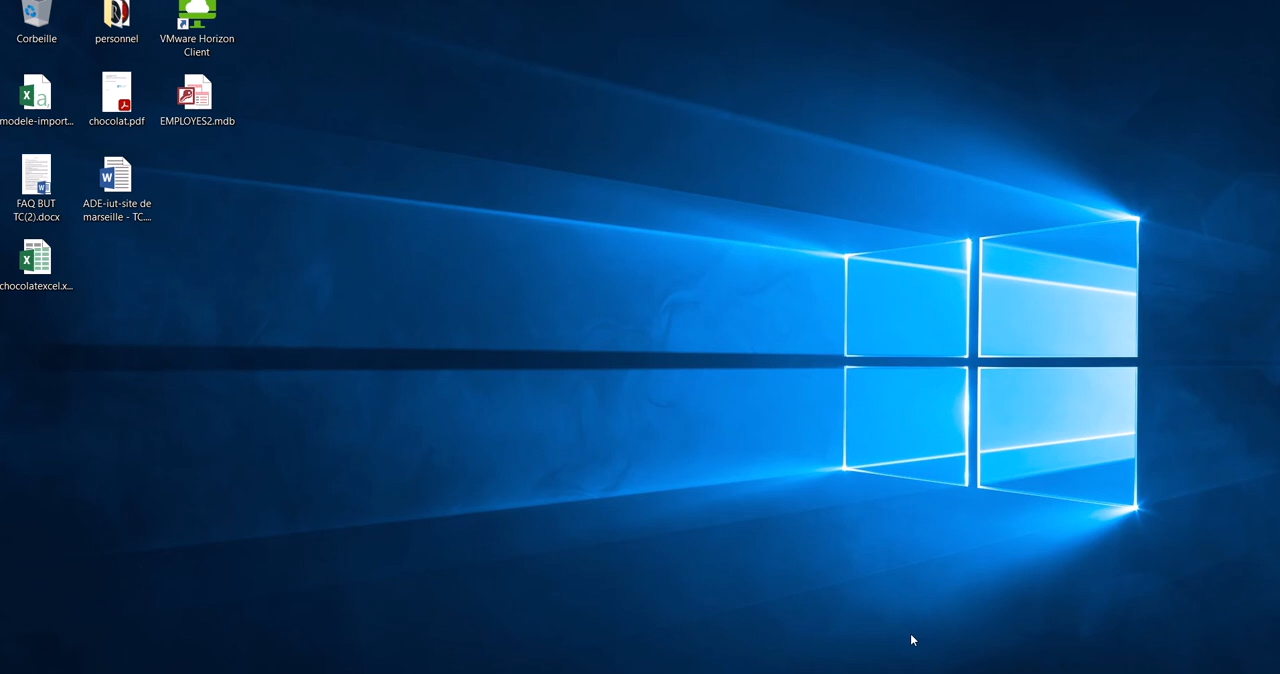 Corbeille
personnel
VMware Horizon
Client
modele-import...
chocolat.pdf
EMPLOYES2.mdb
FAQ BUT
TC(2).docx
ADE-iut-site de
marseille - TC....
chocolatexcel.x...